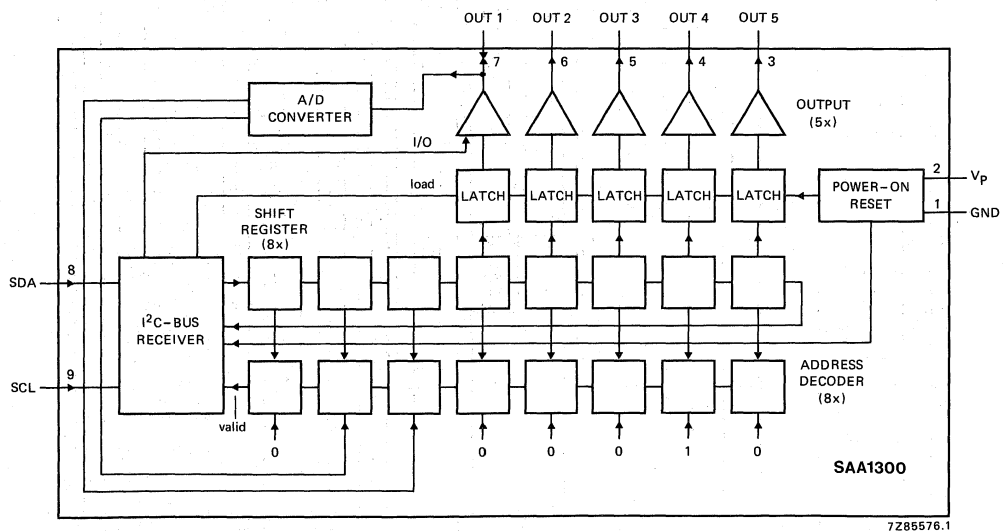 OUT 1 OUT 2 OUT 3 OUT 4 OUT 5
7 6 5 4 3
A/D
CONVERTER
OUTPUT
(5x)
I/O
load
LATCH LATCH LATCH LATCH LATCH
POWER-ON
RESET
2 VP
1 GND
SHIFT
REGISTER
(8x)
SDA 8
I²C-BUS
RECEIVER
SCL 9
ADDRESS
DECODER
(8x)
valid
0 0 0 0 1 0
SAA1300
7Z85576.1